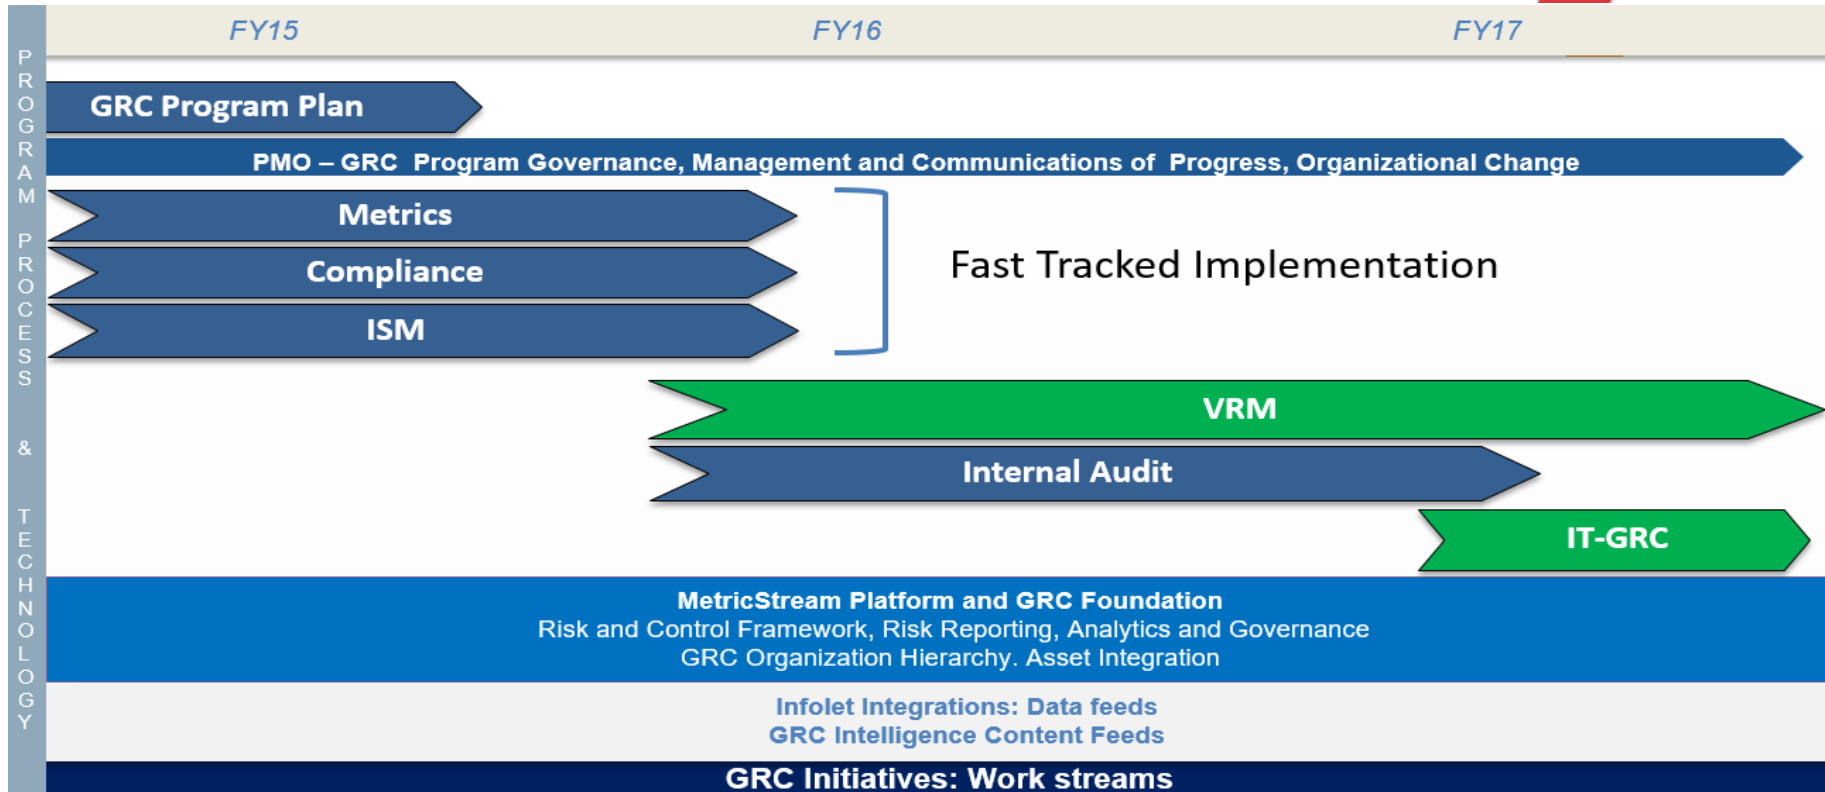 FY15 FY16 FY17
PROGRAM PROCESS & TECHNOLOGY
GRC Program Plan
PMO – GRC Program Governance, Management and Communications of Progress, Organizational Change
Metrics
Compliance
ISM
Fast Tracked Implementation
VRM
Internal Audit
IT-GRC
MetricStream Platform and GRC Foundation
Risk and Control Framework, Risk Reporting, Analytics and Governance
GRC Organization Hierarchy. Asset Integration
Infolet Integrations: Data feeds
GRC Intelligence Content Feeds
GRC Initiatives: Work streams